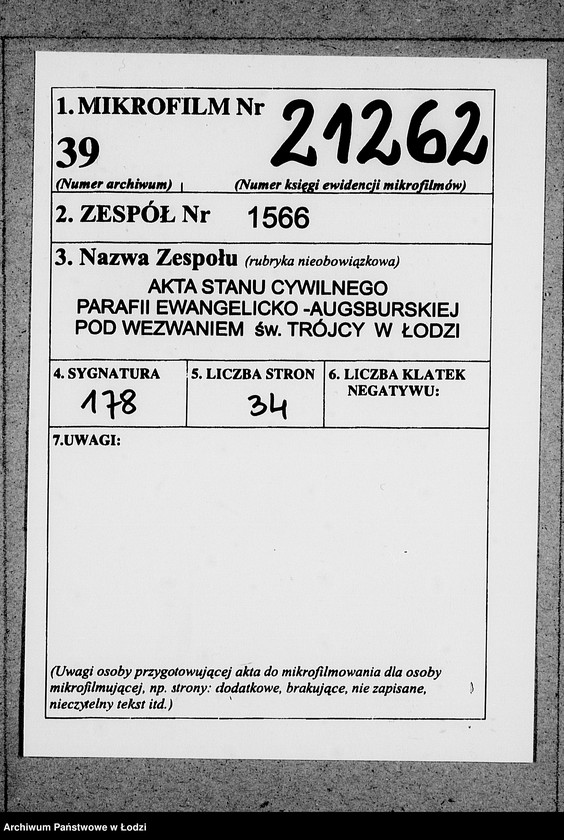 1. MIKROFILM Nr 21262
39
(Numer archiwum) (Numer księgi ewidencji mikrofilmów)
2. ZESPÓŁ Nr 1566
3. Nazwa Zespołu (rubryka nieobowiązkowa)
AKTA STANU CYWILNEGO
PARAFII EWANGELICKO -AUGSBURSKIEJ
POD WEZWANIEM św. TRÓJCY W ŁODZI
4. SYGNATURA
178
5. LICZBA STRON
34
6. LICZBA KLATEK
NEGATYWU:
7.UWAGI:
(Uwagi osoby przygotowującej akta do mikrofilmowania dla osoby
mikrofilmującej, np. strony: dodatkowe, brakujące, nie zapisane,
nieczytelny tekst itd.)
Archiwum Państwowe w Łodzi